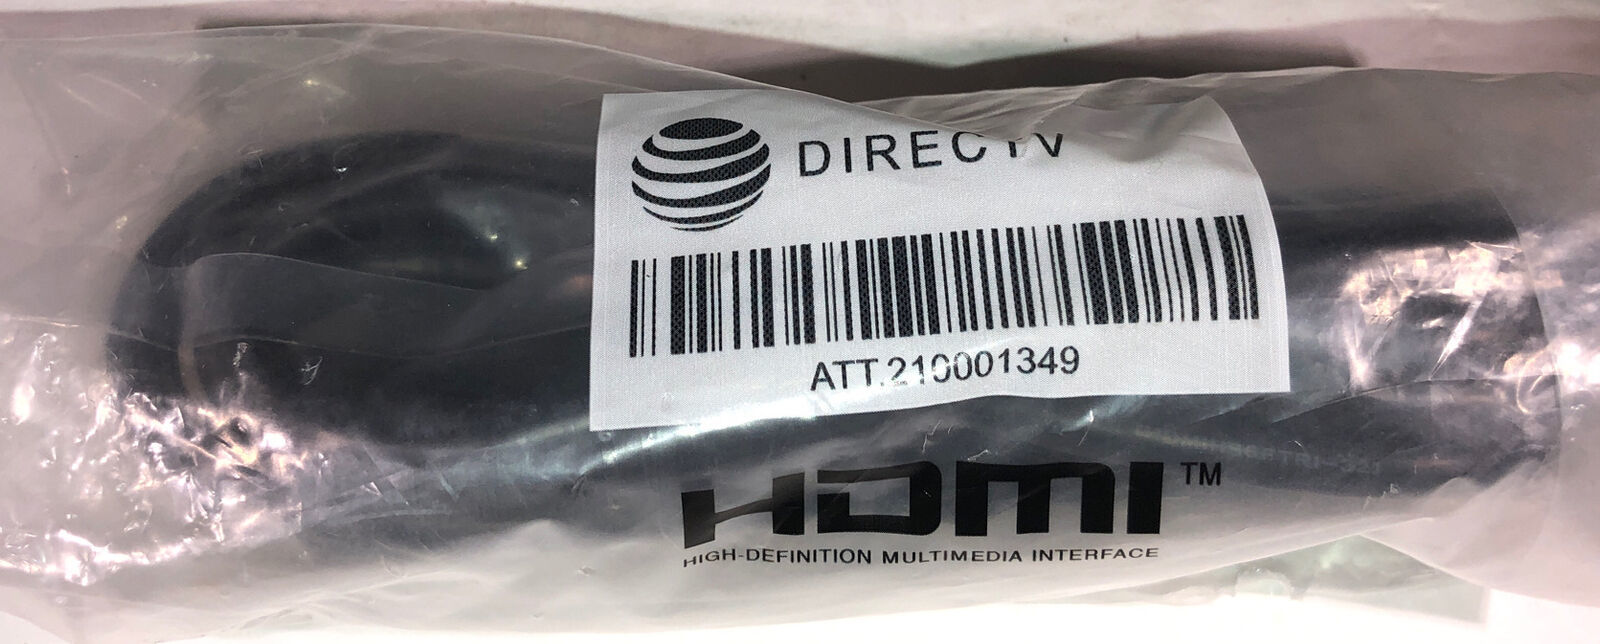 DIRECTV
ATT.210001349
HDMI™
HIGH-DEFINITION MULTIMEDIA INTERFACE